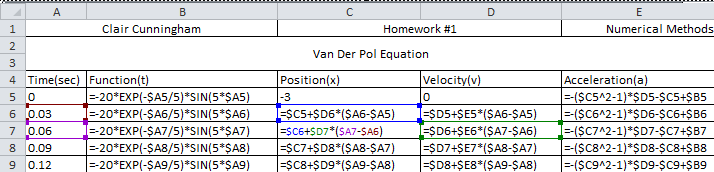 A B C D E
1 Clair Cunningham Homework #1 Numerical Methods
2
3 Van Der Pol Equation
4 Time(sec) Function(t) Position(x) Velocity(v) Acceleration(a)
5 0 =-20*EXP(-$A5/5)*SIN(5*$A5) -3 0 =-($C5^2-1)*$D5-$C5+$B5
6 0.03 =-20*EXP(-$A6/5)*SIN(5*$A6) =$C5+$D6*($A6-$A5) =$D5+$E5*($A6-$A5) =-($C6^2-1)*$D6-$C6+$B6
7 0.06 =-20*EXP(-$A7/5)*SIN(5*$A7) =$C6+$D7*($A7-$A6) =$D6+$E6*($A7-$A6) =-($C7^2-1)*$D7-$C7+$B7
8 0.09 =-20*EXP(-$A8/5)*SIN(5*$A8) =$C7+$D8*($A8-$A7) =$D7+$E7*($A8-$A7) =-($C8^2-1)*$D8-$C8+$B8
9 0.12 =-20*EXP(-$A9/5)*SIN(5*$A9) =$C8+$D9*($A9-$A8) =$D8+$E8*($A9-$A8) =-($C9^2-1)*$D9-$C9+$B9